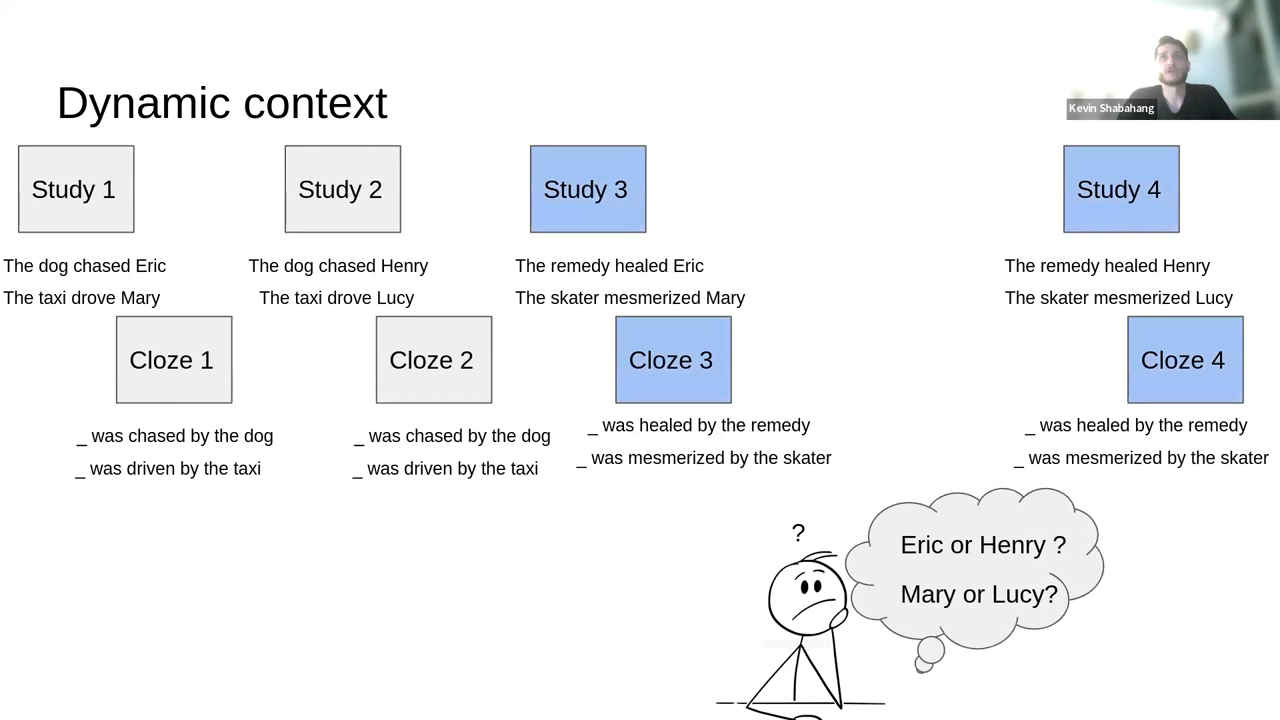 Kevin Shabahang
Dynamic context
Study 1
Study 2
Study 3
Study 4
The dog chased Eric
The taxi drove Mary
The dog chased Henry
The taxi drove Lucy
The remedy healed Eric
The skater mesmerized Mary
The remedy healed Henry
The skater mesmerized Lucy
Cloze 1
Cloze 2
Cloze 3
Cloze 4
_ was chased by the dog
_ was driven by the taxi
_ was chased by the dog
_ was driven by the taxi
_ was healed by the remedy
_ was mesmerized by the skater
_ was healed by the remedy
_ was mesmerized by the skater
?
Eric or Henry ?
Mary or Lucy?